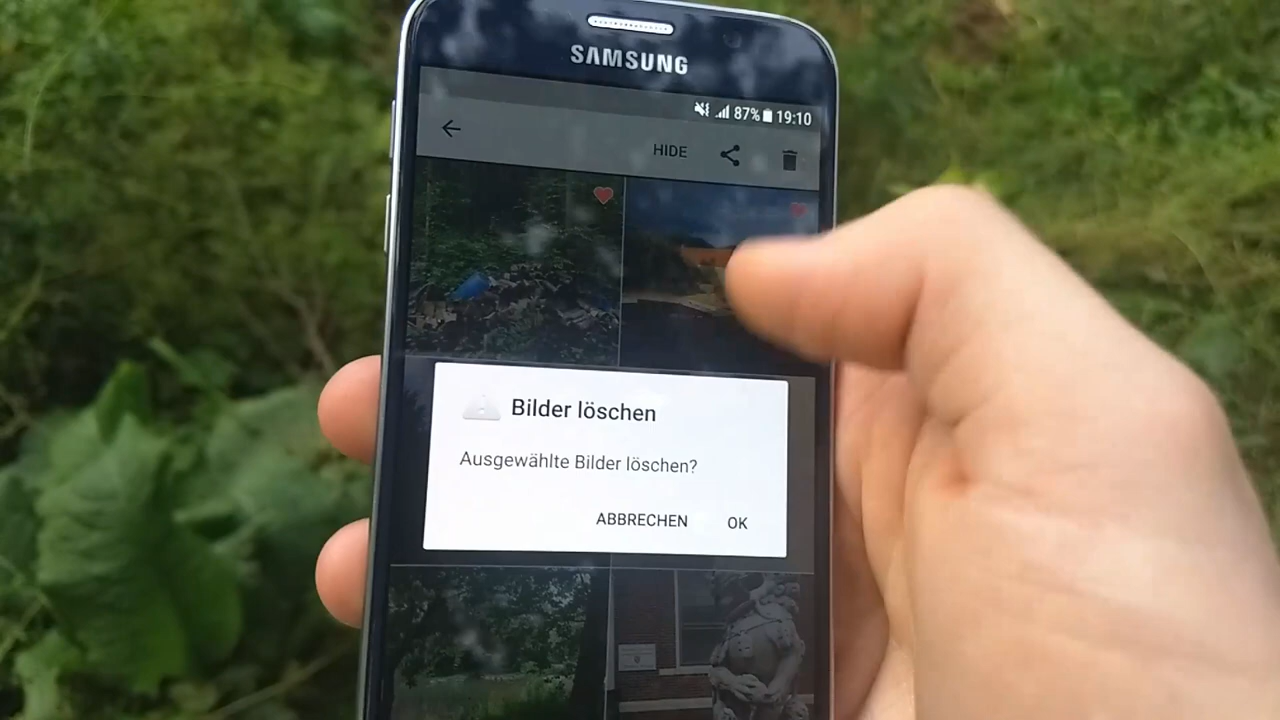 SAMSUNG
87% 19:10
HIDE
Bilder löschen
Ausgewählte Bilder löschen?
ABBRECHEN OK